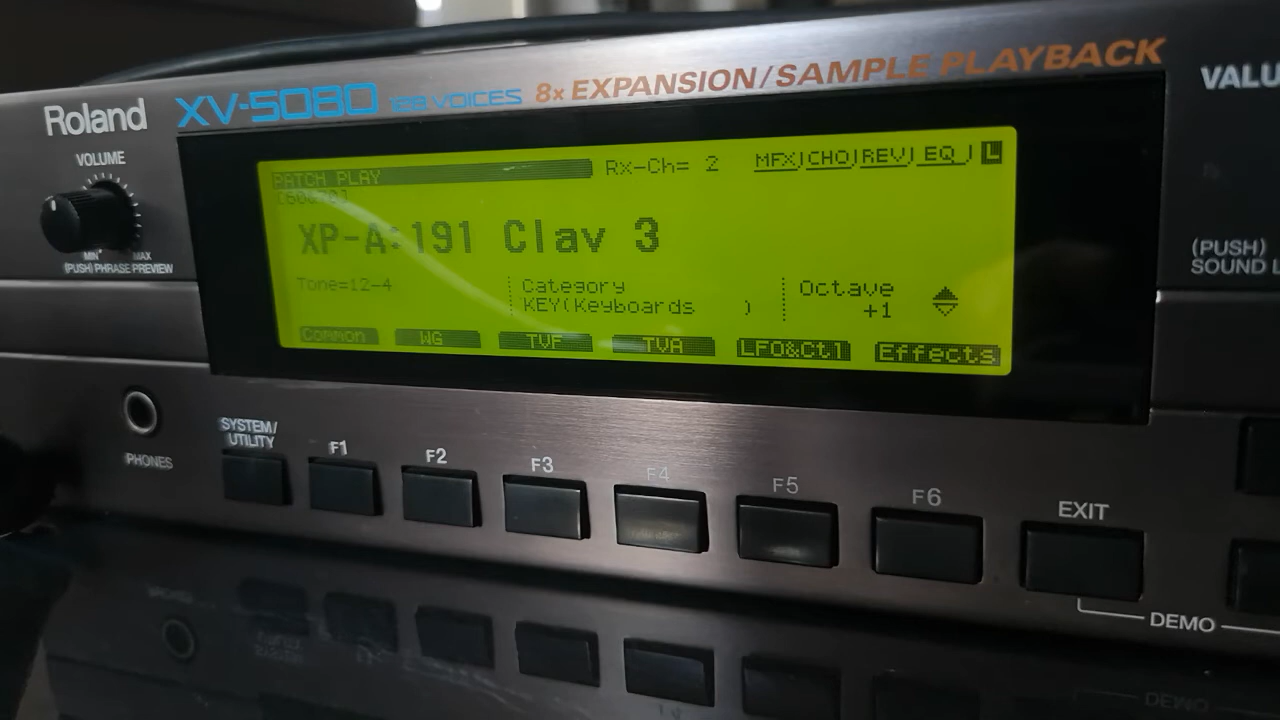 Roland XV-5080 128 VOICES 8x EXPANSION/SAMPLE PLAYBACK
VALU
VOLUME
MIN MAX
(PUSH) PHRASE PREVIEW
PATCH PLAY Rx-Ch= 2 MFX) CHO) REV) EQ ) L
XP-A:191 Clav 3
Tone=12-4
Category
KEY(Keyboards )
Octave
+1
Common WG TVF TVA LFO&Ctl Effects
(PUSH)
SOUND L
PHONES
SYSTEM/
UTILITY
F1 F2 F3 F4 F5 F6 EXIT
DEMO